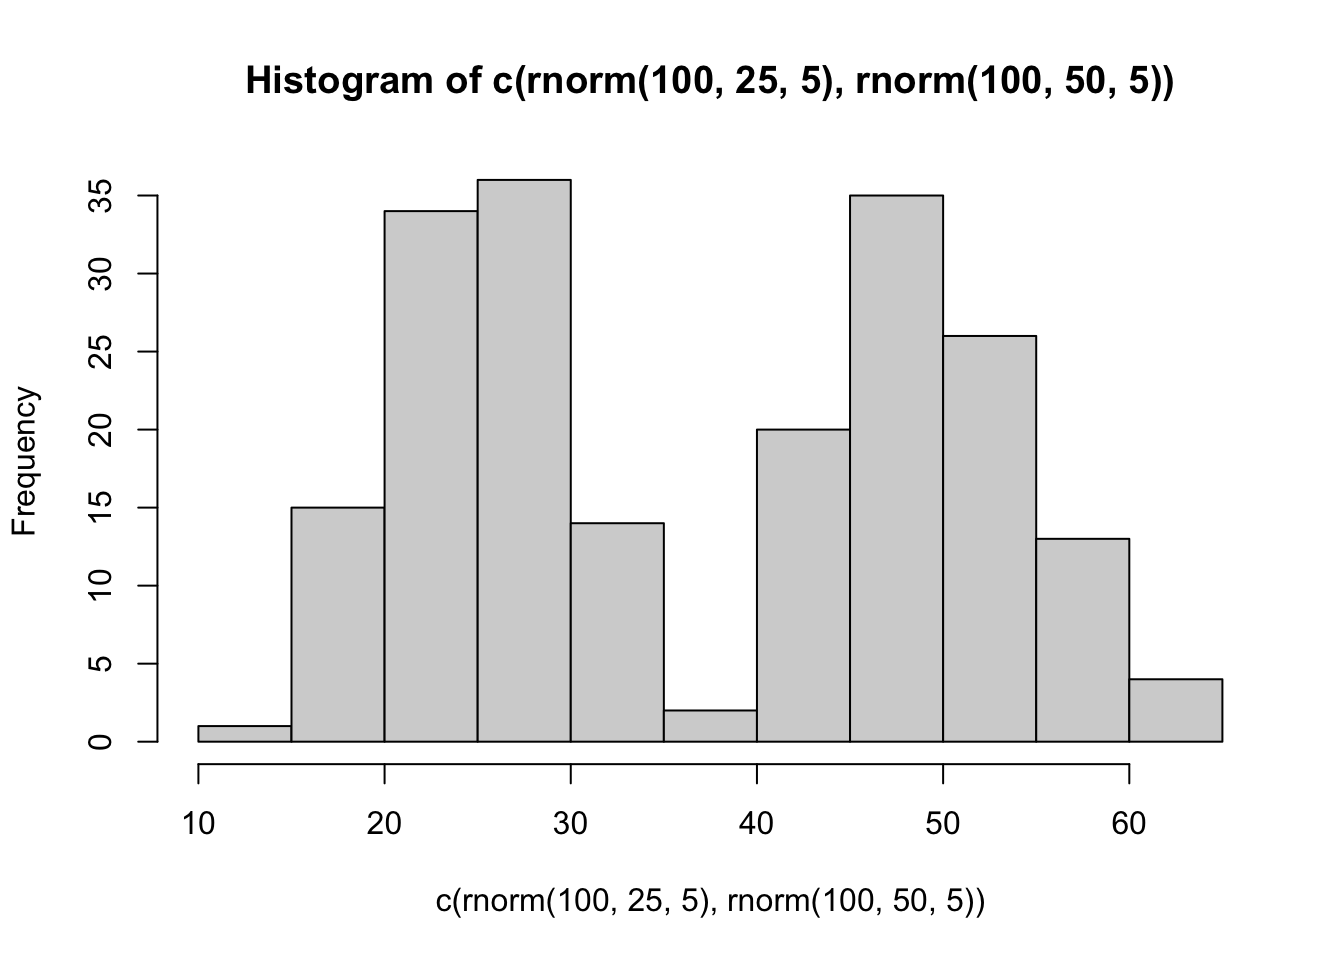 Histogram of c(rnorm(100, 25, 5), rnorm(100, 50, 5))
Frequency
35
30
25
20
15
10
5
0
10 20 30 40 50 60
c(rnorm(100, 25, 5), rnorm(100, 50, 5))